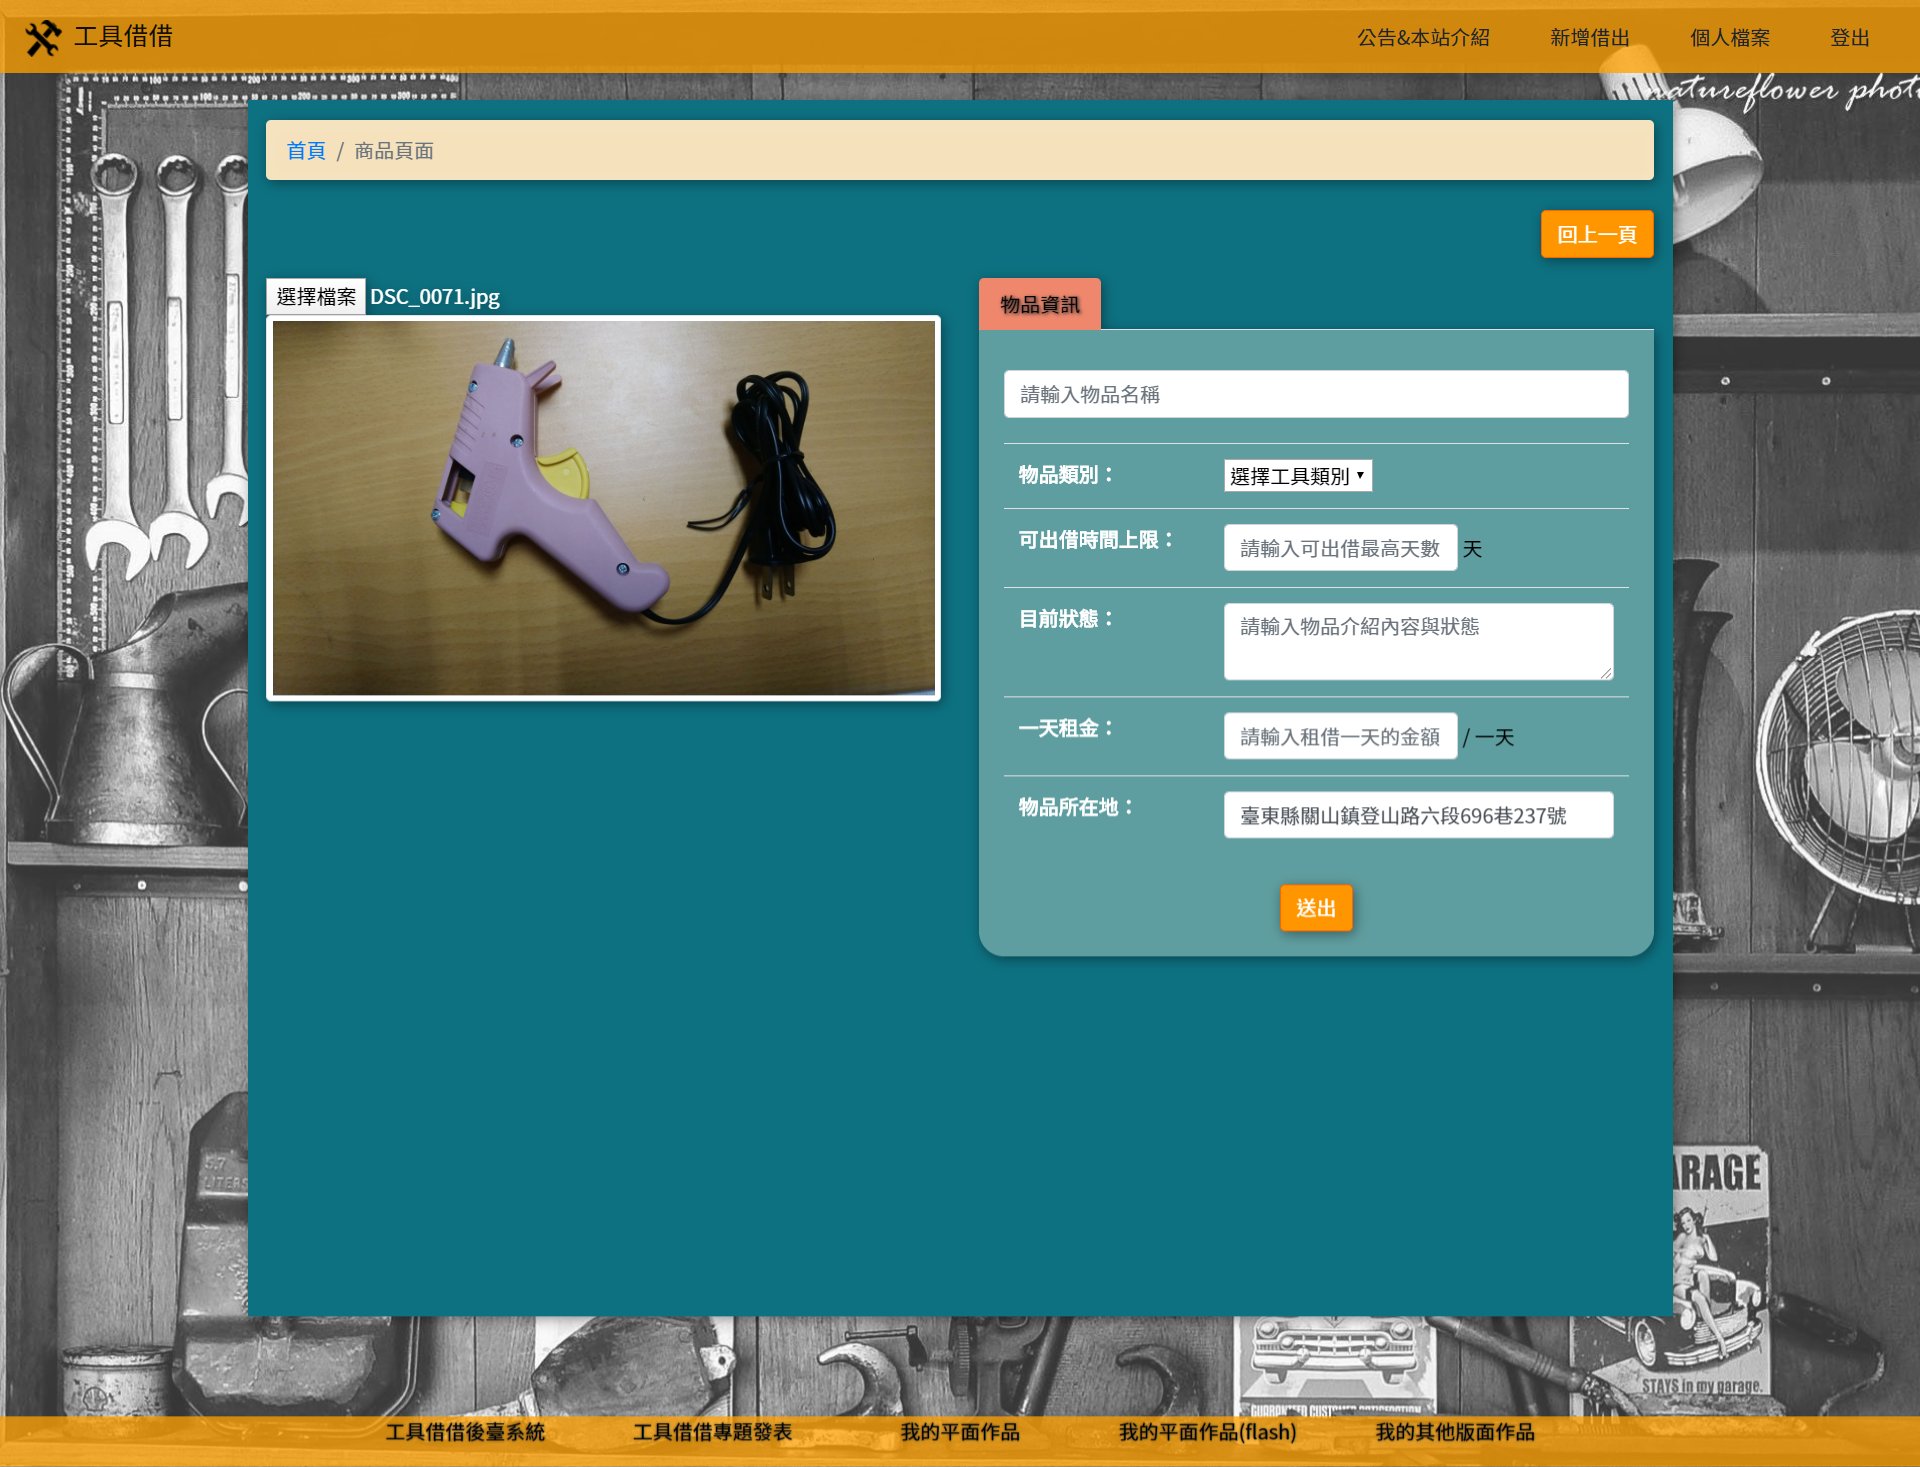 工具借借
公告&本站介紹
新增借出
個人檔案
登出
natureflower
首頁 / 商品頁面
回上一頁
選擇檔案 DSC_0071.jpg
物品資訊
請輸入物品名稱
物品類別：
選擇工具類別
可出借時間上限：
請輸入可出借最高天數 天
目前狀態：
請輸入物品介紹內容與狀態
一天租金：
請輸入租借一天的金額 / 一天
物品所在地：
臺東縣關山鎮登山路六段696巷237號
送出
5.7
LITERS
ARAGE
STAYS in my garage.
工具借借後臺系統
工具借借專題發表
我的平面作品
我的平面作品(flash)
我的其他版面作品